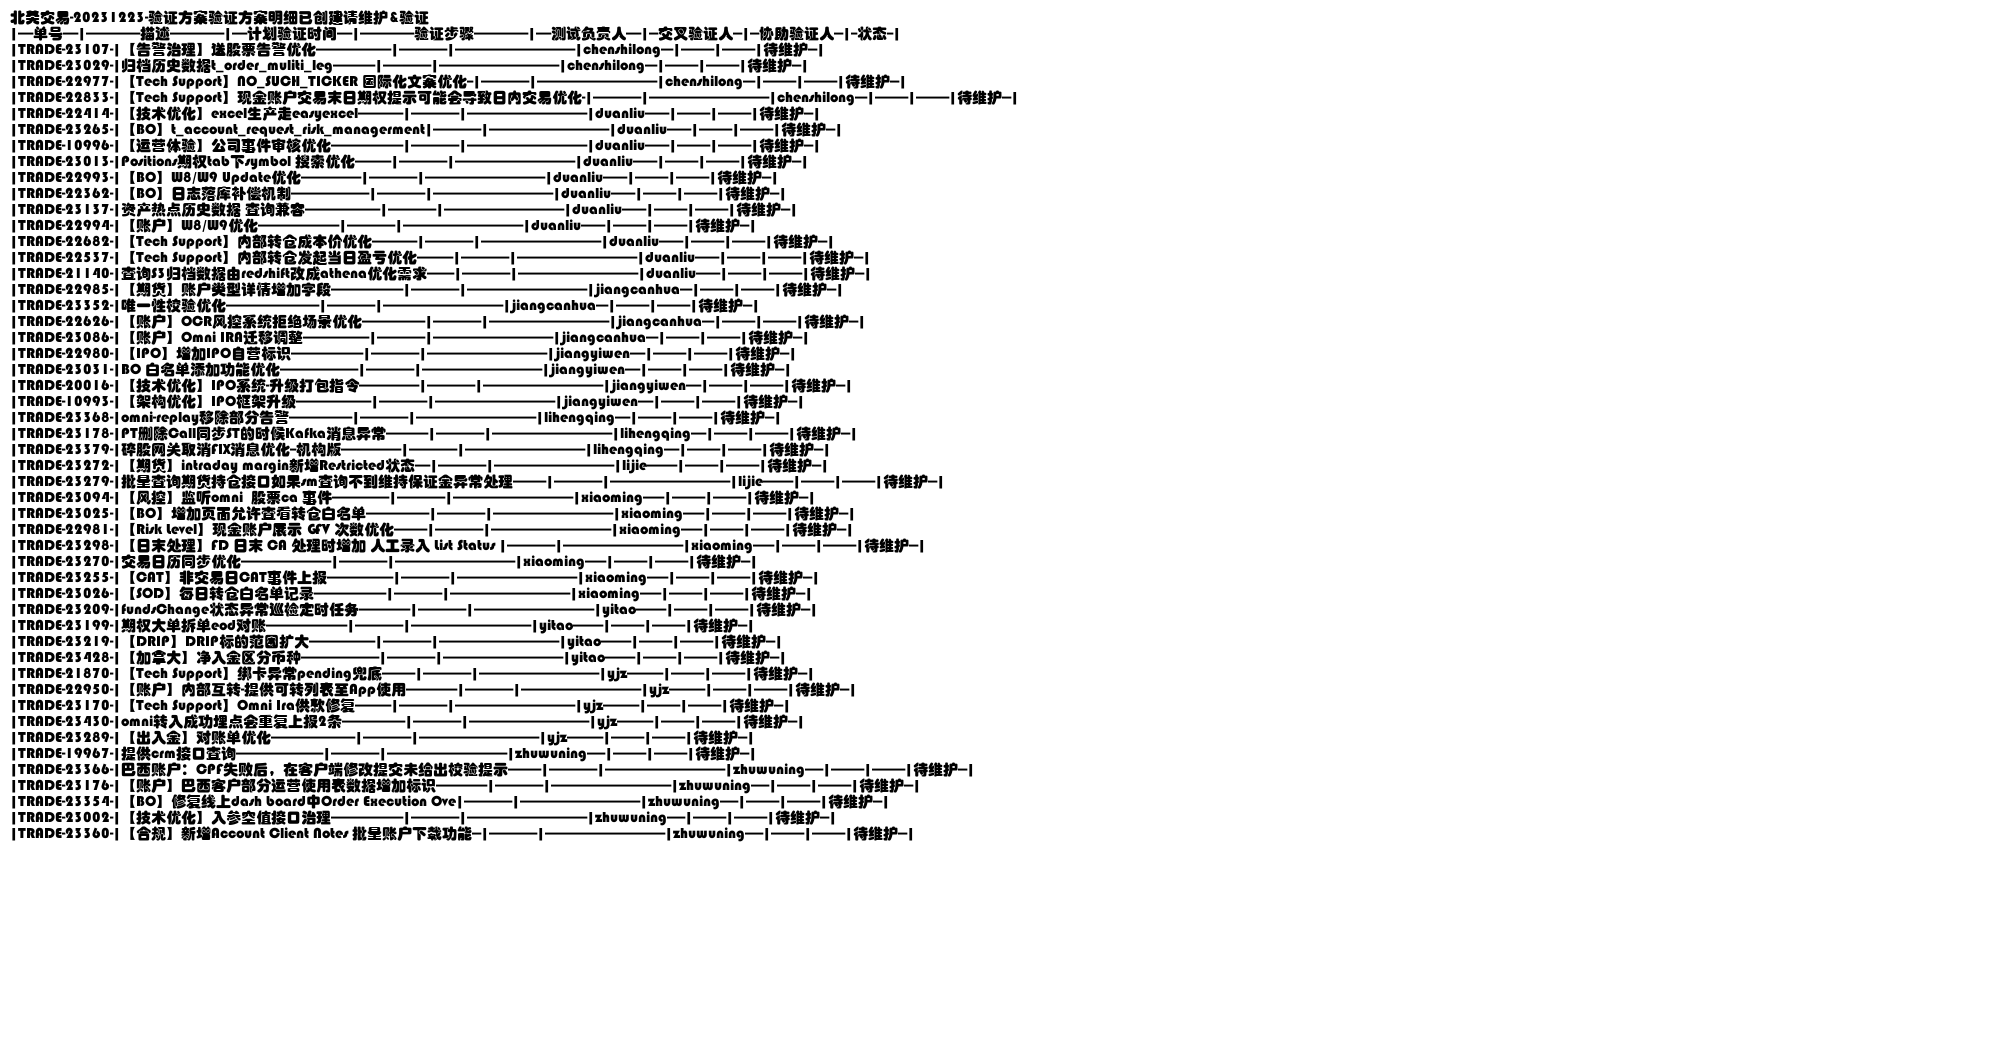 北美交易-20231223-验证方案验证方案明细已创建请维护&验证
|—单号—|———描述———|—计划验证时间—|———验证步骤———|—测试负责人—|—交叉验证人—|-协助验证人—|-状态-|
|TRADE-23107-|【告警治理】送股票告警优化————|———|———————|chenshilong—|——|——|待维护—|
|TRADE-23029-|归档历史数据t_order_muliti_leg———|———|———————|chenshilong—|——|——|待维护—|
|TRADE-22977-|【Tech Support】NO_SUCH_TICKER 国际化文案优化-|———|———————|chenshilong—|——|——|待维护—|
|TRADE-22833-|【Tech Support】现金账户交易末日期权提示可能会导致日内交易优化-|———|———————|chenshilong—|——|——|待维护—|
|TRADE-22414-|【技术优化】excel生产走easyexcel———|———|———————|duanliu——|——|——|待维护—|
|TRADE-23265-|【BO】t_account_request_risk_managerment|———|———————|duanliu——|——|——|待维护—|
|TRADE-10996-|【运营体验】公司事件审核优化————|———|———————|duanliu——|——|——|待维护—|
|TRADE-23013-|Positions期权tab下symbol 搜索优化——|———|———————|duanliu——|——|——|待维护—|
|TRADE-22993-|【BO】W8/W9 Update优化———|———|———————|duanliu——|——|——|待维护—|
|TRADE-22362-|【BO】日志落库补偿机制————|———|———————|duanliu——|——|——|待维护—|
|TRADE-23137-|资产热点历史数据 查询兼容————|———|———————|duanliu——|——|——|待维护—|
|TRADE-22994-|【账户】W8/W9优化————|———|———————|duanliu——|——|——|待维护—|
|TRADE-22682-|【Tech Support】内部转仓成本价优化———|———|———————|duanliu——|——|——|待维护—|
|TRADE-22537-|【Tech Support】内部转仓发起当日盈亏优化——|———|———————|duanliu——|——|——|待维护—|
|TRADE-21140-|查询S3归档数据由redshift改成athena优化需求——|———|———————|duanliu——|——|——|待维护—|
|TRADE-22985-|【期货】账户类型详情增加字段————|———|———————|jiangcanhua—|——|——|待维护—|
|TRADE-23352-|唯一性校验优化—————|———|———————|jiangcanhua—|——|——|待维护—|
|TRADE-22626-|【账户】OCR风控系统拒绝场景优化———|———|———————|jiangcanhua—|——|——|待维护—|
|TRADE-23086-|【账户】Omni IRA迁移调整————|———|———————|jiangcanhua—|——|——|待维护—|
|TRADE-22980-|【IPO】增加IPO自营标识————|———|———————|jiangyiwen—|——|——|待维护—|
|TRADE-23031-|BO 白名单添加功能优化————|———|———————|jiangyiwen—|——|——|待维护—|
|TRADE-20016-|【技术优化】IPO系统-升级打包指令———|———|———————|jiangyiwen—|——|——|待维护—|
|TRADE-10993-|【架构优化】IPO框架升级————|———|———————|jiangyiwen—|——|——|待维护—|
|TRADE-23368-|omni-replay移除部分告警———|———|———————|lihengqing—|——|——|待维护—|
|TRADE-23178-|PT删除Call同步ST的时候Kafka消息异常——|———|———————|lihengqing—|——|——|待维护—|
|TRADE-23379-|碎股网关取消FIX消息优化-机构版———|———|———————|lihengqing—|——|——|待维护—|
|TRADE-23272-|【期货】intraday margin新增Restricted状态—|———|———————|lijie——|——|——|待维护—|
|TRADE-23279-|批量查询期货持仓接口如果sm查询不到维持保证金异常处理——|———|———————|lijie——|——|——|待维护—|
|TRADE-23094-|【风控】监听omni  股票ca 事件———|———|———————|xiaoming—|——|——|待维护—|
|TRADE-23025-|【BO】增加页面允许查看转仓白名单———|———|———————|xiaoming—|——|——|待维护—|
|TRADE-22981-|【Risk Level】现金账户展示 GFV 次数优化——|———|———————|xiaoming—|——|——|待维护—|
|TRADE-23298-|【日末处理】FD 日末 CA 处理时增加 人工录入 List Status |———|———————|xiaoming—|——|——|待维护—|
|TRADE-23270-|交易日历同步优化—————|———|———————|xiaoming—|——|——|待维护—|
|TRADE-23255-|【CAT】非交易日CAT事件上报———|———|———————|xiaoming—|——|——|待维护—|
|TRADE-23026-|【SOD】每日转仓白名单记录————|———|———————|xiaoming—|——|——|待维护—|
|TRADE-23209-|fundsChange状态异常巡检定时任务———|———|———————|yitao——|——|——|待维护—|
|TRADE-23199-|期权大单拆单eod对账————|———|———————|yitao——|——|——|待维护—|
|TRADE-23219-|【DRIP】DRIP标的范围扩大———|———|———————|yitao——|——|——|待维护—|
|TRADE-23428-|【加拿大】净入金区分币种————|———|———————|yitao——|——|——|待维护—|
|TRADE-21870-|【Tech Support】绑卡异常pending兜底——|———|———————|yjz——|——|——|待维护—|
|TRADE-22950-|【账户】内部互转-提供可转列表至App使用———|———|———————|yjz——|——|——|待维护—|
|TRADE-23170-|【Tech Support】Omni Ira供款修复——|———|———————|yjz——|——|——|待维护—|
|TRADE-23430-|omni转入成功埋点会重复上报2条———|———|———————|yjz——|——|——|待维护—|
|TRADE-23289-|【出入金】对账单优化————|———|———————|yjz——|——|——|待维护—|
|TRADE-19967-|提供crm接口查询————|———|———————|zhuwuning—|——|——|待维护—|
|TRADE-23366-|巴西账户：CPF失败后，在客户端修改提交未给出校验提示——|———|———————|zhuwuning—|——|——|待维护—|
|TRADE-23176-|【账户】巴西客户部分运营使用表数据增加标识———|———|———————|zhuwuning—|——|——|待维护—|
|TRADE-23354-|【BO】修复线上dash board中Order Execution Ove|———|———————|zhuwuning—|——|——|待维护—|
|TRADE-23002-|【技术优化】入参空值接口治理————|———|———————|zhuwuning—|——|——|待维护—|
|TRADE-23360-|【合规】新增Account Client Notes 批量账户下载功能—|———|———————|zhuwuning—|——|——|待维护—|